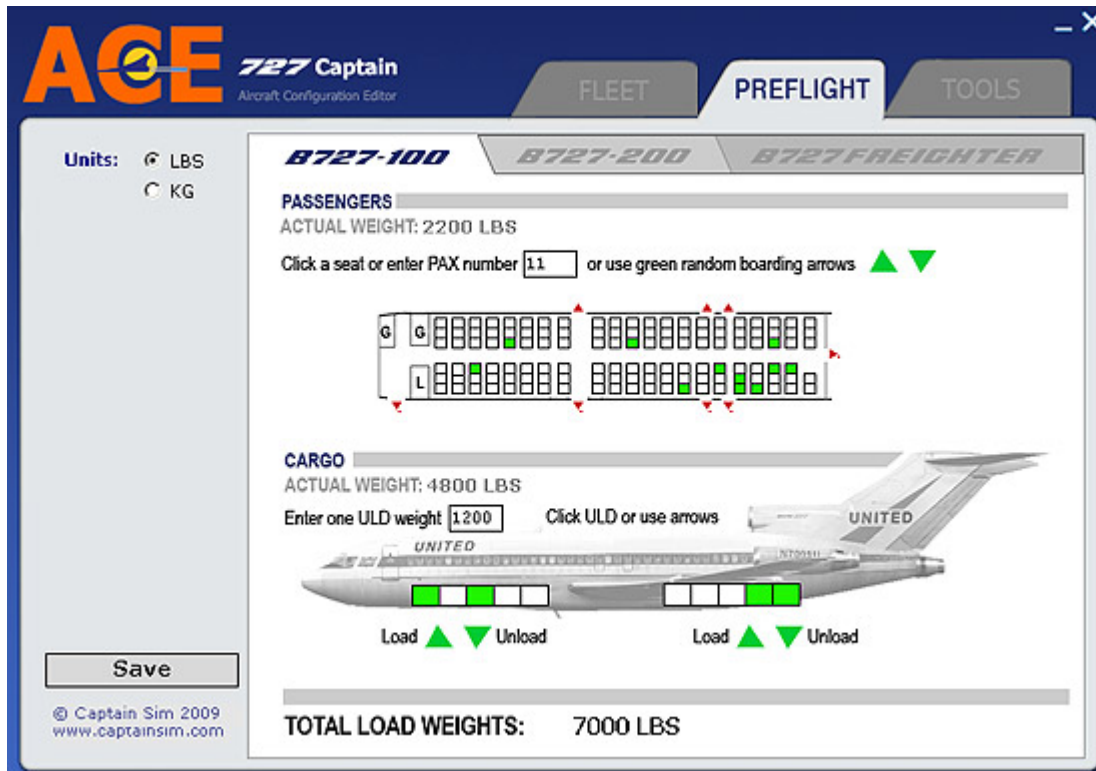 ACE
727 Captain
Aircraft Configuration Editor
FLEET
PREFLIGHT
TOOLS
Units:
LBS
KG
B727-100
B727-200
B727 FREIGHTER
PASSENGERS
ACTUAL WEIGHT: 2200 LBS
Click a seat or enter PAX number 11 or use green random boarding arrows
G G
L
CARGO
ACTUAL WEIGHT: 4800 LBS
Enter one ULD weight 1200 Click ULD or use arrows
UNITED
UNITED
Load Unload
Load Unload
Save
© Captain Sim 2009
www.captainsim.com
TOTAL LOAD WEIGHTS: 7000 LBS